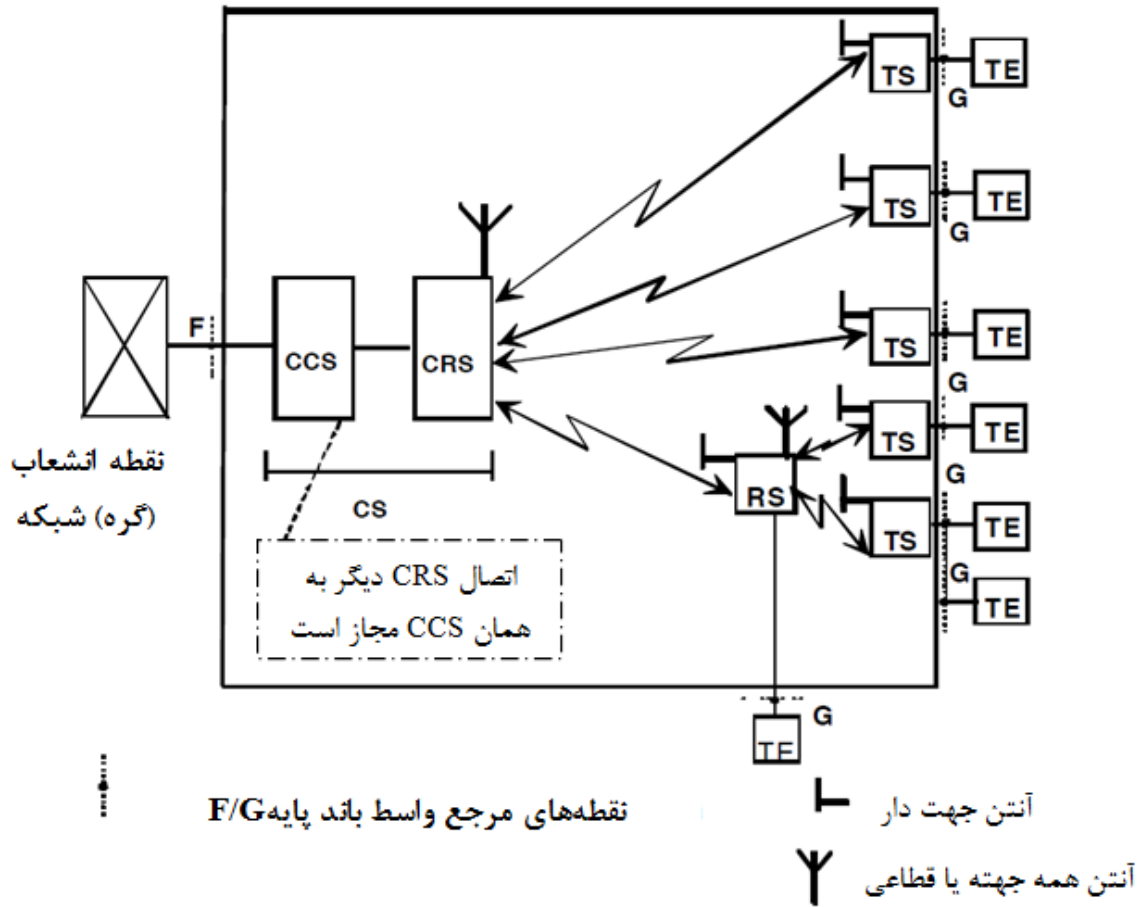 TS
TE
G
TS
TE
G
F
CCS
CRS
TS
TE
G
نقطه انشعاب
(گره) شبکه
TS
TE
G
RS
CS
TS
TE
G
TE
اتصال CRS دیگر به
همان CCS مجاز است
G
TE
نقطه‌های مرجع واسط باند پایه F/G
آنتن جهت دار
آنتن همه جهته یا قطاعی